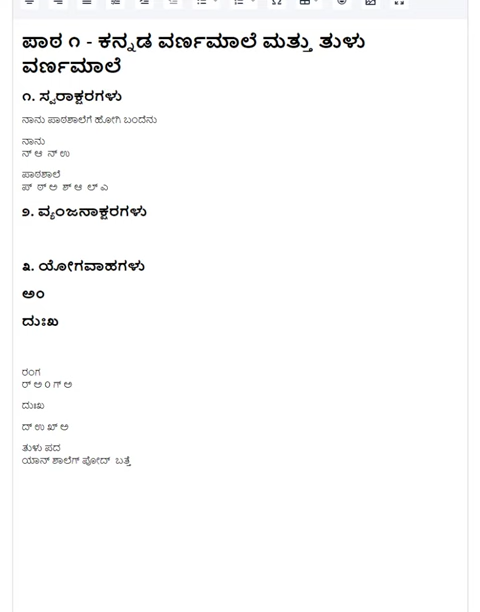 ಪಾಠ ೧ - ಕನ್ನಡ ವರ್ಣಮಾಲೆ ಮತ್ತು ತುಳು
ವರ್ಣಮಾಲೆ
೧. ಸ್ವರಾಕ್ಷರಗಳು
ನಾನು ಪಾಠಶಾಲೆಗೆ ಹೋಗಿ ಬಂದೆನು
ನಾನು
ನ್ ಆ ನ್ ಉ
ಪಾಠಶಾಲೆ
ಪ್ ಠ್ ಅ ಶ್ ಆ ಲ್ ಎ
೨. ವ್ಯಂಜನಾಕ್ಷರಗಳು
೩. ಯೋಗವಾಹಗಳು
ಅಂ
ದುಃಖ
ರಂಗ
ರ್ ಅ ಂ ಗ್ ಅ
ದುಃಖ
ದ್ ಉ ಖ್ ಅ
ತುಳು ಪದ
ಯಾನ್ ಶಾಲೆಗ್ ಪೋದ್ ಬತ್ತೆ